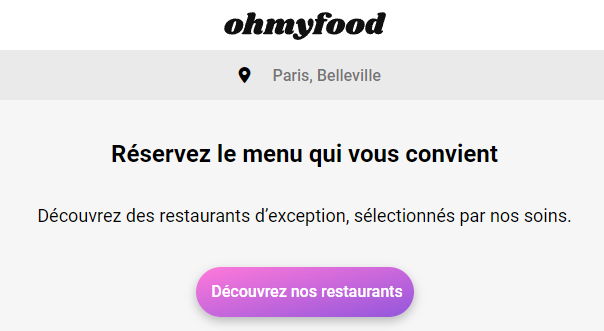 ohmyfood
Paris, Belleville
Réservez le menu qui vous convient
Découvrez des restaurants d’exception, sélectionnés par nos soins.
Découvrez nos restaurants